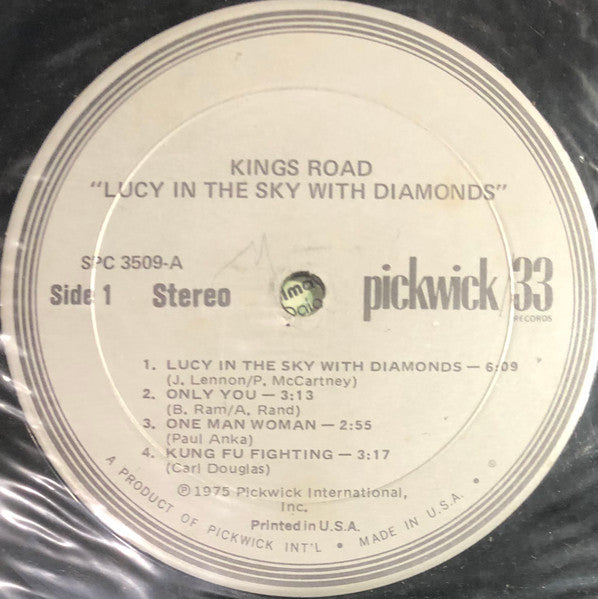 KINGS ROAD
"LUCY IN THE SKY WITH DIAMONDS"
SPC 3509-A
Side 1 Stereo
pickwick/33
RECORDS
1. LUCY IN THE SKY WITH DIAMONDS — 6:09
(J. Lennon/P. McCartney)
2. ONLY YOU — 3:13
(B. Ram/A. Rand)
3. ONE MAN WOMAN — 2:55
(Paul Anka)
4. KUNG FU FIGHTING — 3:17
(Carl Douglas)
℗ 1975 Pickwick International,
Inc.
Printed in U.S.A.
A PRODUCT OF PICKWICK INT'L • MADE IN U.S.A. •